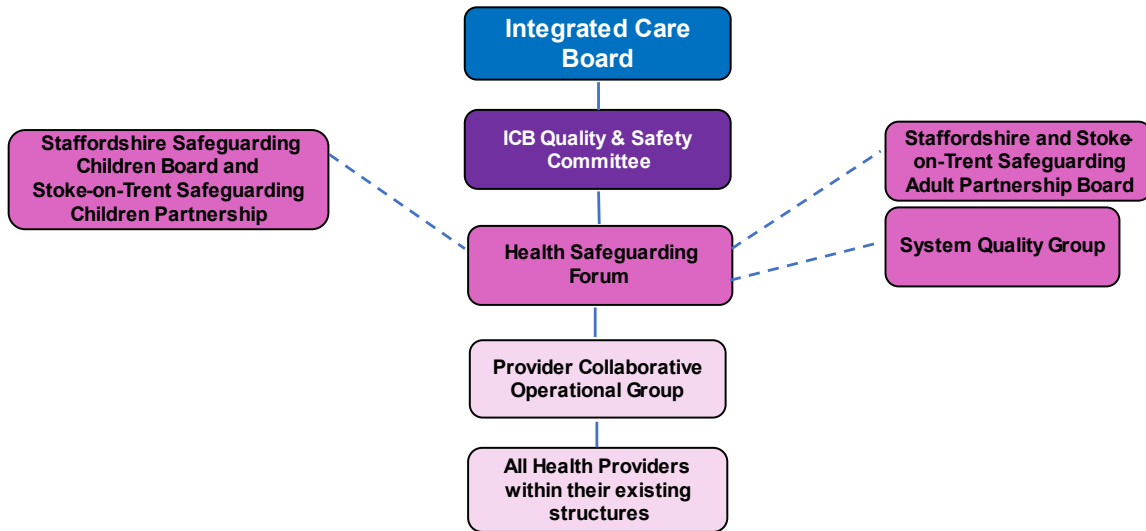 Integrated Care
Board
ICB Quality & Safety
Committee
Staffordshire Safeguarding
Children Board and
Stoke-on-Trent Safeguarding
Children Partnership
Staffordshire and Stoke-
on-Trent Safeguarding
Adult Partnership Board
Health Safeguarding
Forum
System Quality Group
Provider Collaborative
Operational Group
All Health Providers
within their existing
structures